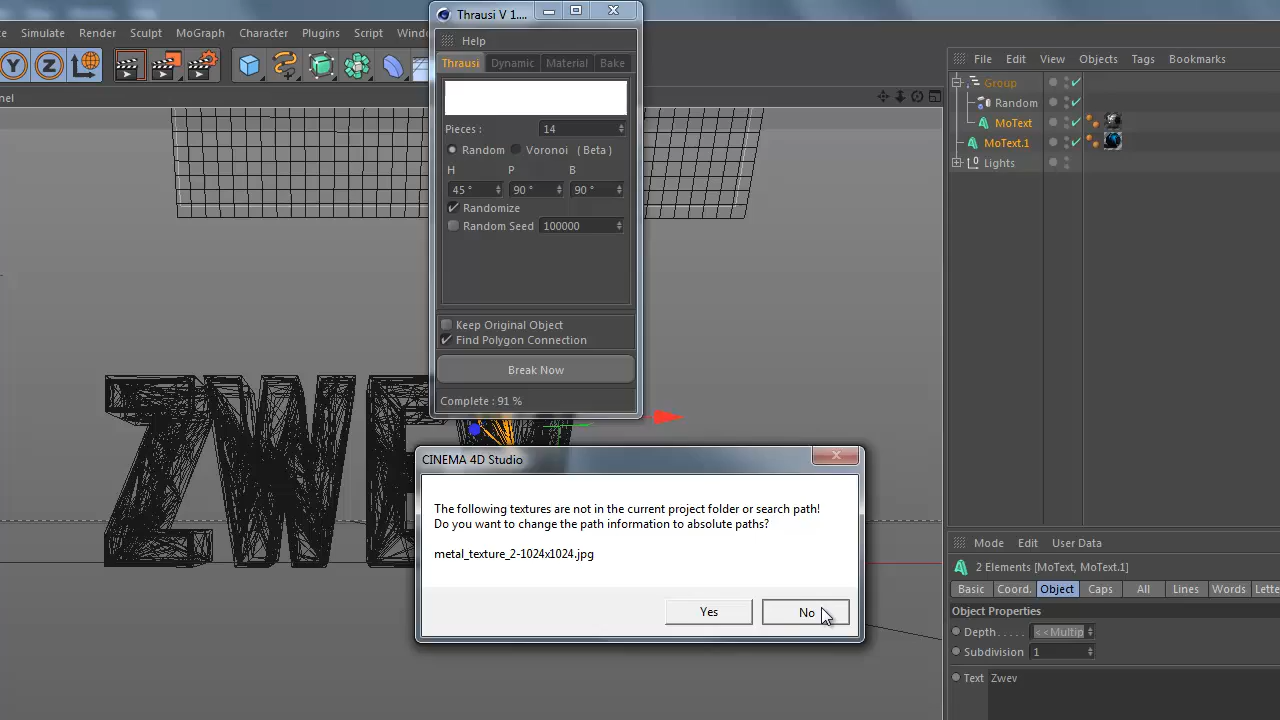 Thrausi V 1....
Simulate Render Sculpt MoGraph Character Plugins Script
Help
File Edit View Objects Tags Bookmarks
Thrausi Dynamic Material Bake
Group
Random
MoText
MoText.1
Lights
Pieces : 14
Random Voronoi ( Beta )
H P B
45 ° 90 ° 90 °
Randomize
Random Seed 100000
Keep Original Object
Find Polygon Connection
Break Now
Complete : 91 %
ZWE
CINEMA 4D Studio
The following textures are not in the current project folder or search path!
Do you want to change the path information to absolute paths?
metal_texture_2-1024x1024.jpg
Yes No
Mode Edit User Data
2 Elements [MoText, MoText.1]
Basic Coord. Object Caps All Lines Words
Object Properties
Depth . . . . . <<Multip
Subdivision 1
Text Zwev